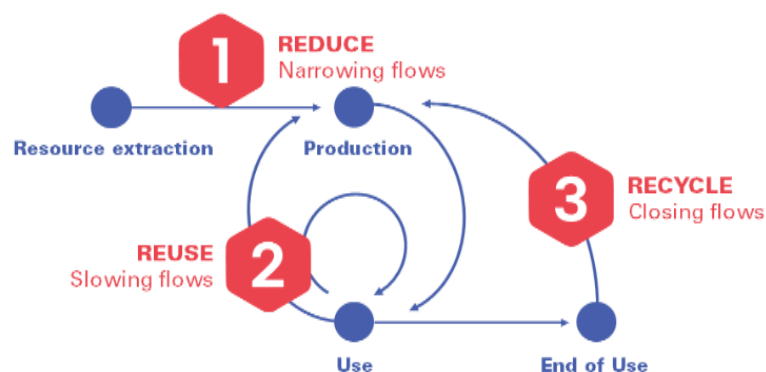 1
REDUCE
Narrowing flows
Resource extraction
Production
3
RECYCLE
Closing flows
REUSE
2
Slowing flows
Use
End of Use